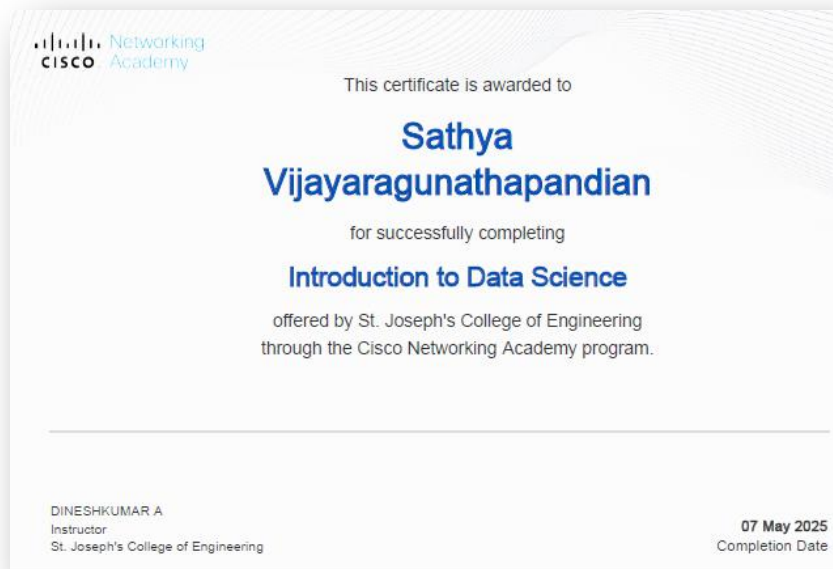 Networking
CISCO Academy
This certificate is awarded to
Sathya
Vijayaragunathapandian
for successfully completing
Introduction to Data Science
offered by St. Joseph's College of Engineering
through the Cisco Networking Academy program.
DINESHKUMAR A
Instructor
St. Joseph's College of Engineering
07 May 2025
Completion Date